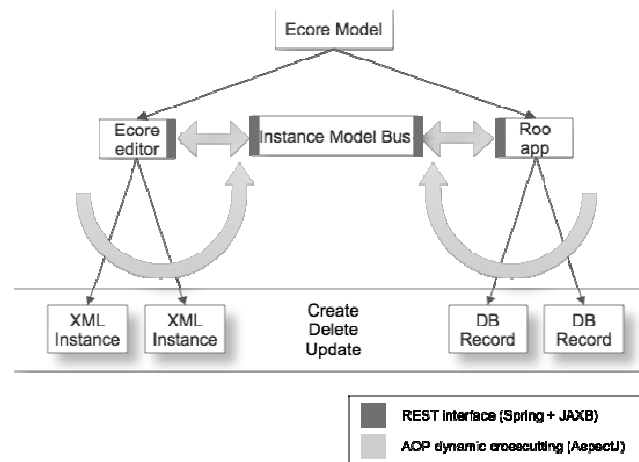 Ecore Model
Ecore
editor
Instance Model Bus
Roo
app
XML
Instance
XML
Instance
Create
Delete
Update
DB
Record
DB
Record
REST interface (Spring + JAXB)
AOP dynamic crosscutting (AspectJ)